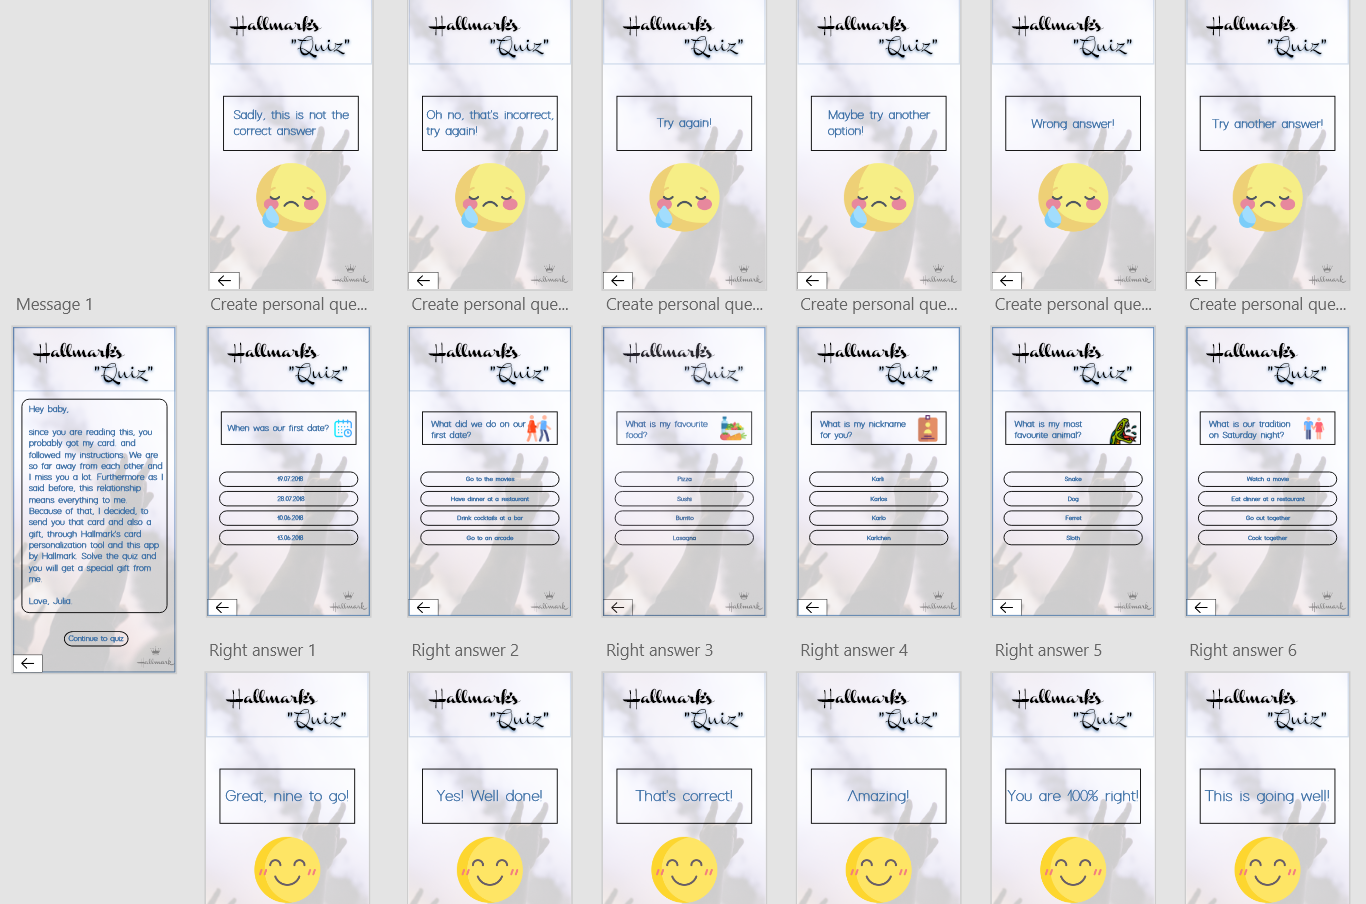 Hallmark's
"Quiz"
Sadly, this is not the
correct answer
Hallmark
Hallmark's
"Quiz"
Oh no, that's incorrect,
try again!
Hallmark
Hallmark's
"Quiz"
Try again!
Hallmark
Hallmark's
"Quiz"
Maybe try another
option!
Hallmark
Hallmark's
"Quiz"
Wrong answer!
Hallmark
Hallmark's
"Quiz"
Try another answer!
Hallmark
Message 1
Hallmark's
"Quiz"
Hey baby,
since you are reading this, you
probably got my card. and
followed my instructions. We are
so far away from each other and
I miss you a lot. Furthermore as I
said before, this relationship
means everything to me.
Because of that, I decided, to
send you that card and also a
gift, through Hallmark's card
personalization tool and this app
by Hallmark. Solve the quiz and
you will get a special gift from
me.
Love, Julia.
Continue to quiz
Hallmark
Create personal que...
Hallmark's
"Quiz"
When was our first date?
19.07.2018
28.07.2018
10.06.2018
13.06.2018
Hallmark
Create personal que...
Hallmark's
"Quiz"
What did we do on our
first date?
Go to the movies
Have dinner at a restaurant
Drink cocktails at a bar
Go to an arcade
Hallmark
Create personal que...
Hallmark's
"Quiz"
What is my favourite
food?
Pizza
Sushi
Burrito
Lasagna
Hallmark
Create personal que...
Hallmark's
"Quiz"
What is my nickname
for you?
Karli
Karlos
Karlo
Karlchen
Hallmark
Create personal que...
Hallmark's
"Quiz"
What is my most
favourite animal?
Snake
Dog
Ferret
Sloth
Hallmark
Create personal que...
Hallmark's
"Quiz"
What is our tradition
on Saturday night?
Watch a movie
Eat dinner at a restaurant
Go out together
Cook together
Hallmark
Right answer 1
Hallmark's
"Quiz"
Great, nine to go!
Right answer 2
Hallmark's
"Quiz"
Yes! Well done!
Right answer 3
Hallmark's
"Quiz"
That's correct!
Right answer 4
Hallmark's
"Quiz"
Amazing!
Right answer 5
Hallmark's
"Quiz"
You are 100% right!
Right answer 6
Hallmark's
"Quiz"
This is going well!